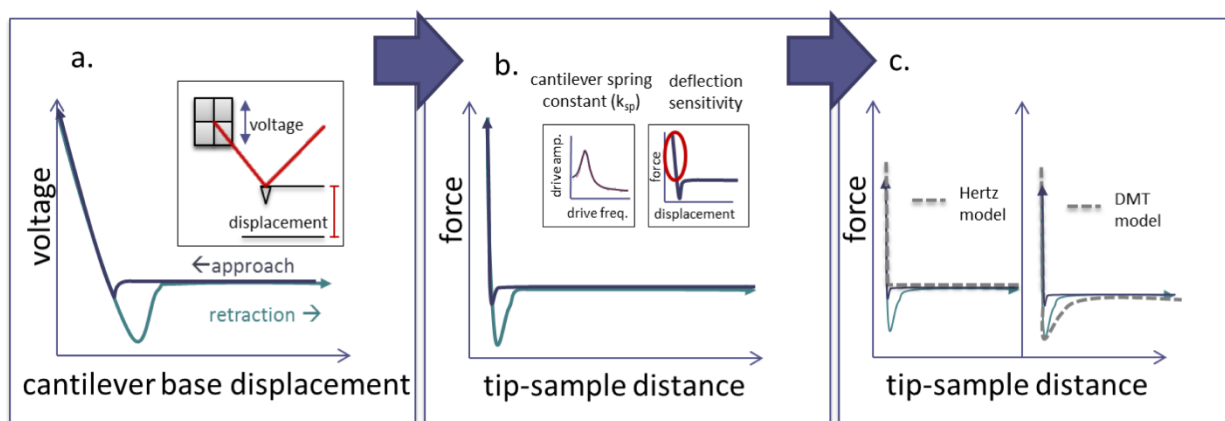 a.
voltage
voltage
displacement
←approach
retraction →
cantilever base displacement
b.
cantilever spring
constant (ksp)
deflection
sensitivity
drive amp.
drive freq.
force
displacement
force
tip-sample distance
c.
force
Hertz
model
DMT
model
tip-sample distance